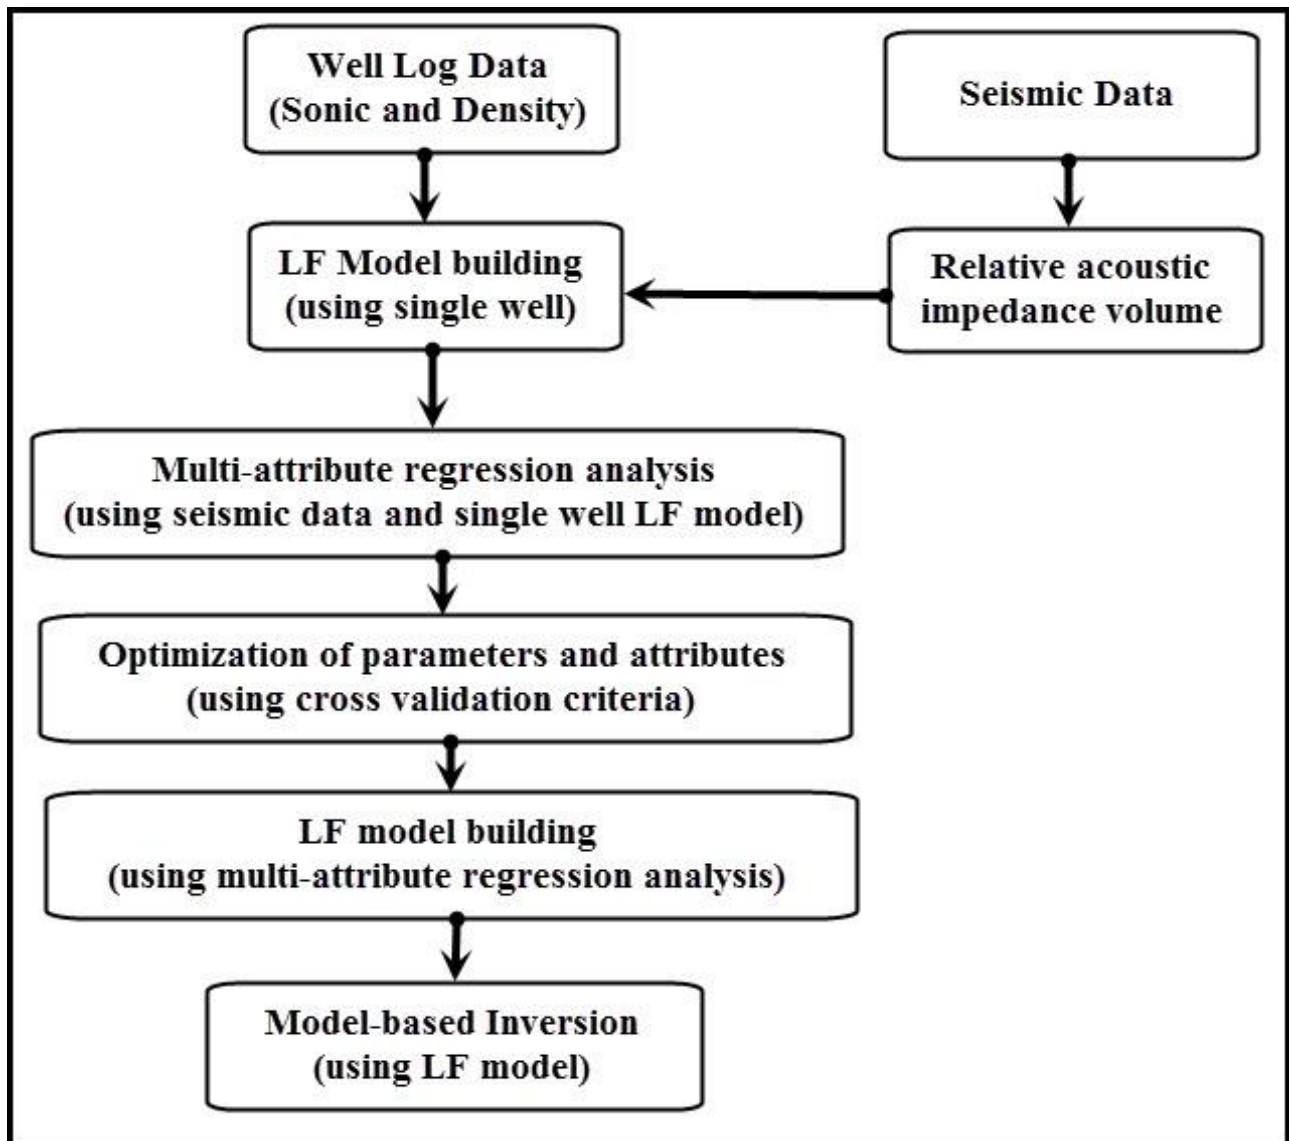 Well Log Data
(Sonic and Density)
Seismic Data
LF Model building
(using single well)
Relative acoustic
impedance volume
Multi-attribute regression analysis
(using seismic data and single well LF model)
Optimization of parameters and attributes
(using cross validation criteria)
LF model building
(using multi-attribute regression analysis)
Model-based Inversion
(using LF model)